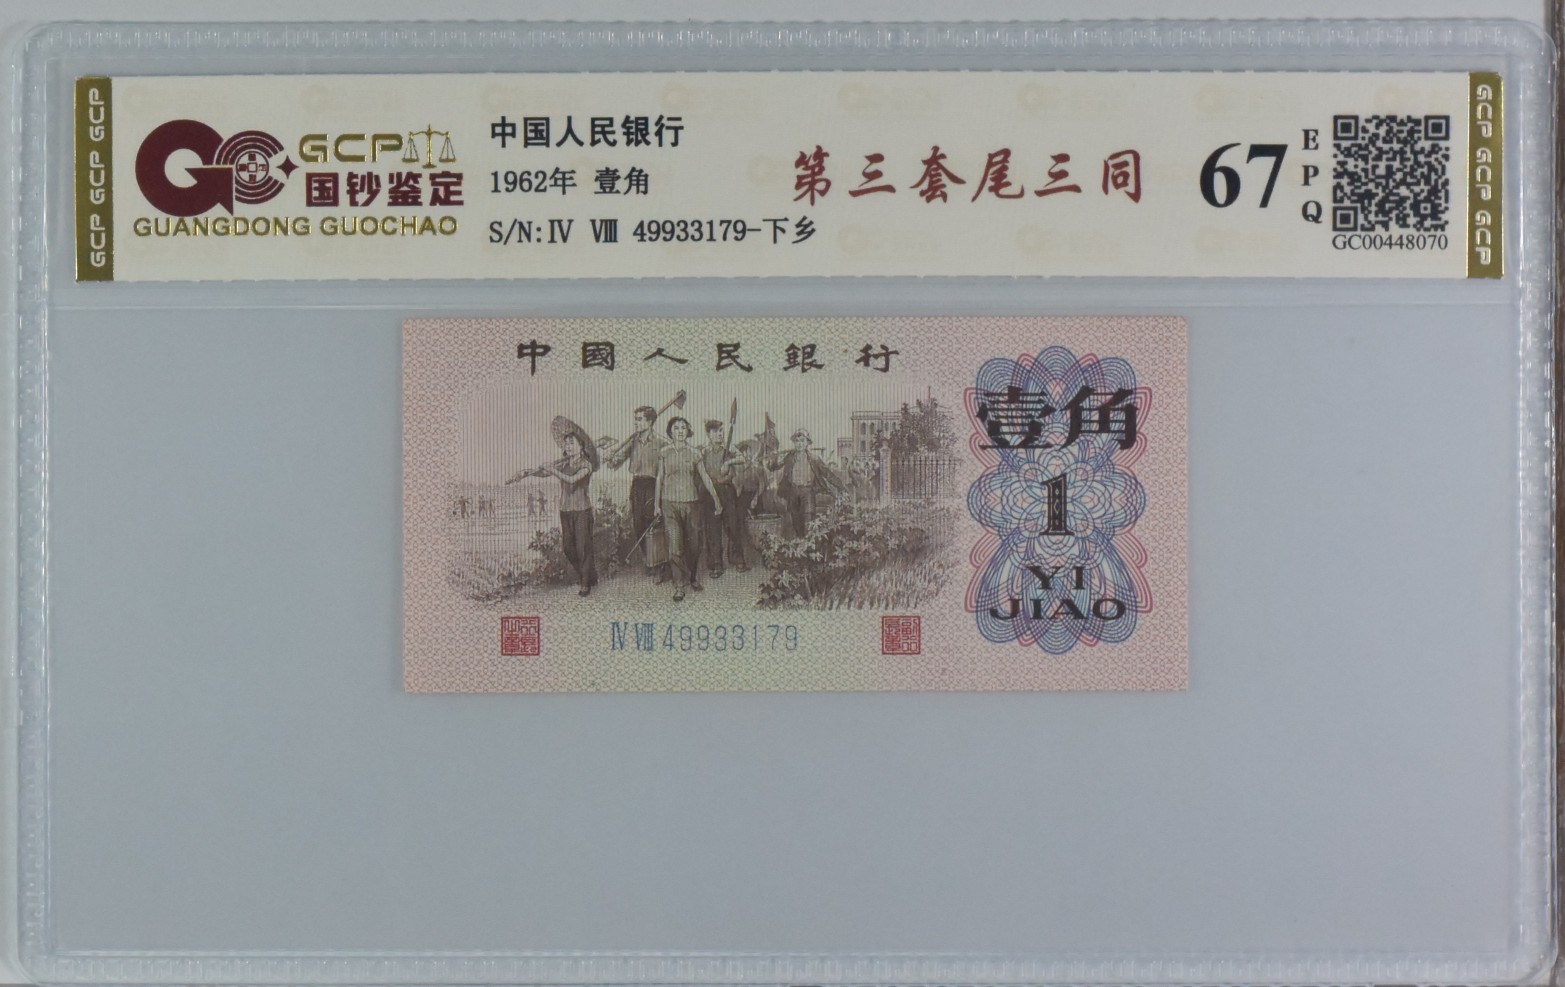 GCP GCP GCP
GCP
国钞鉴定
GUANGDONG GUOCHAO
中国人民银行
1962年 壹角
S/N:Ⅳ Ⅷ 49933179-下乡
第三套尾三同
67
EPQ
GC00448070
GCP GCP GCP
中國人民銀行
壹角
1
YI
JIAO
Ⅳ Ⅷ 49933179